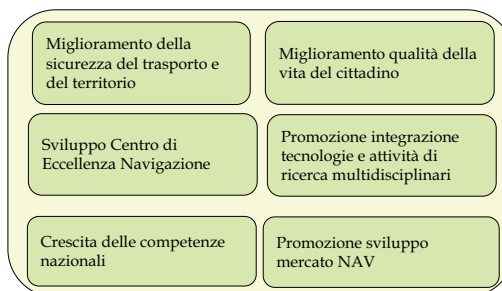 Miglioramento della
sicurezza del trasporto e
del territorio
Miglioramento qualità della
vita del cittadino
Sviluppo Centro di
Eccellenza Navigazione
Promozione integrazione
tecnologie e attività di
ricerca multidisciplinari
Crescita delle competenze
nazionali
Promozione sviluppo
mercato NAV